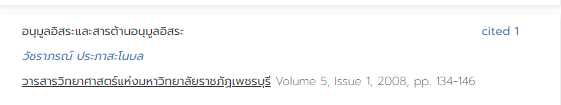 อนุมูลอิสระและสารต้านอนุมูลอิสระ cited 1
วัชราภรณ์ ประภาสะโนบล
วารสารวิทยาศาสตร์แห่งมหาวิทยาลัยราชภัฏเพชรบุรี Volume 5, Issue 1, 2008, pp. 134-146